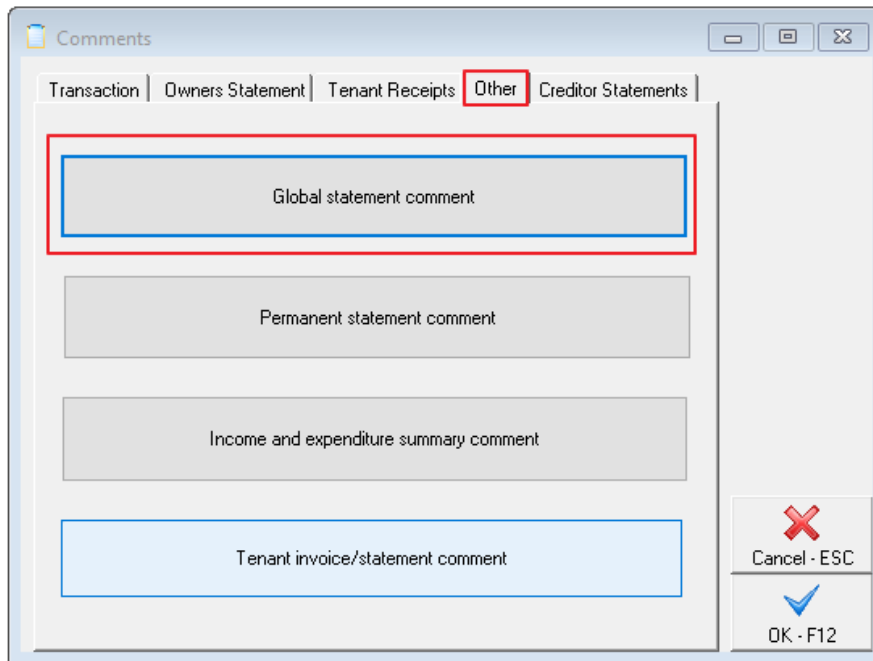 Comments
Transaction Owners Statement Tenant Receipts Other Creditor Statements
Global statement comment
Permanent statement comment
Income and expenditure summary comment
Tenant invoice/statement comment
Cancel - ESC
OK - F12